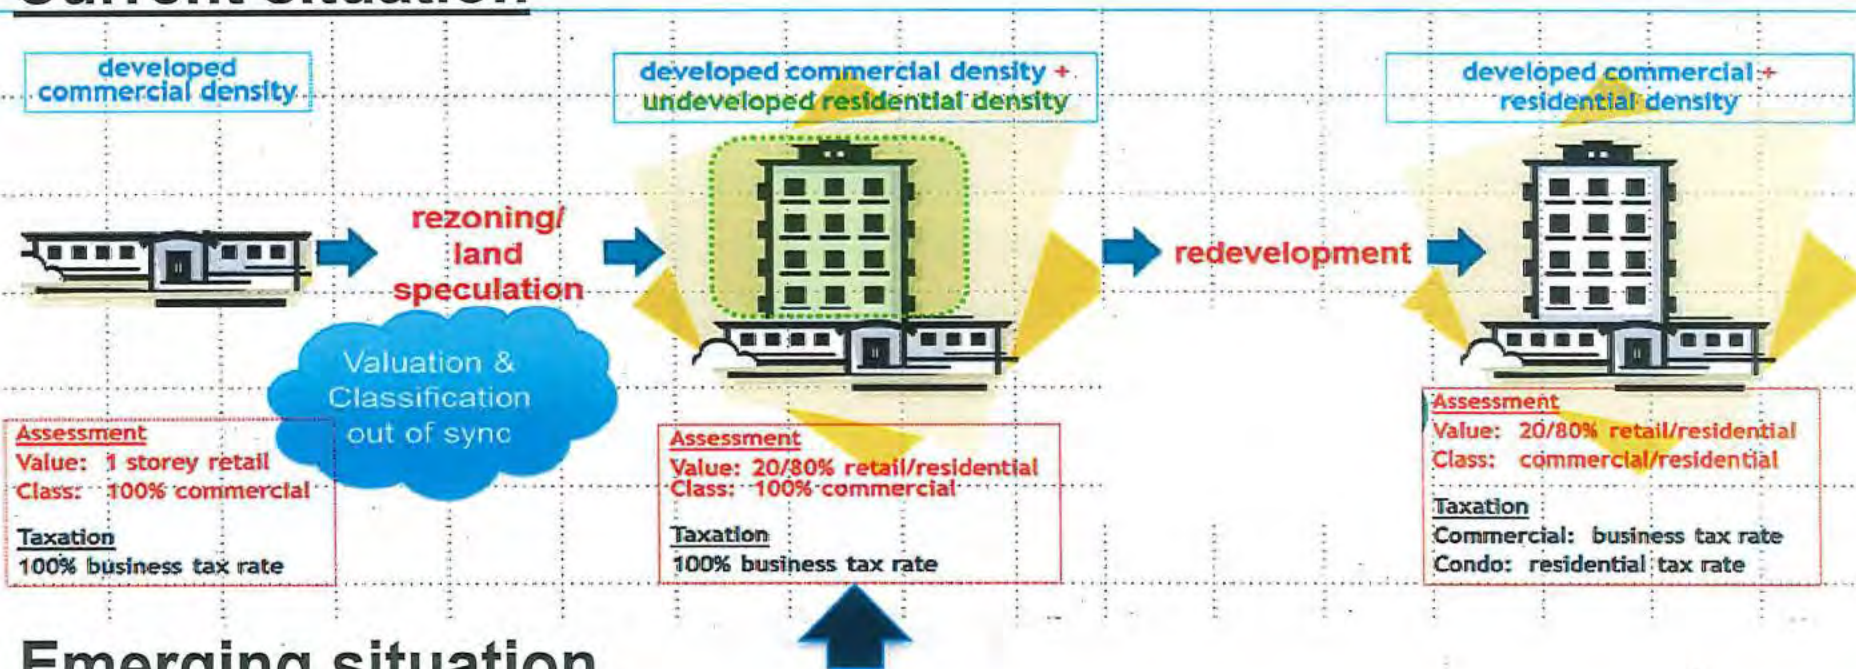 Current situation
developed
commercial density
developed commercial density +
undeveloped residential density
developed commercial +
residential density
rezoning/
land
speculation
redevelopment
Valuation &
Classification
out of sync
Assessment
Value: 1 storey retail
Class: 100% commercial
Taxation
100% business tax rate
Assessment
Value: 20/80% retail/residential
Class: 100% commercial
Taxation
100% business tax rate
Assessment
Value: 20/80% retail/residential
Class: commercial/residential
Taxation
Commercial: business tax rate
Condo: residential tax rate
Emerging situation